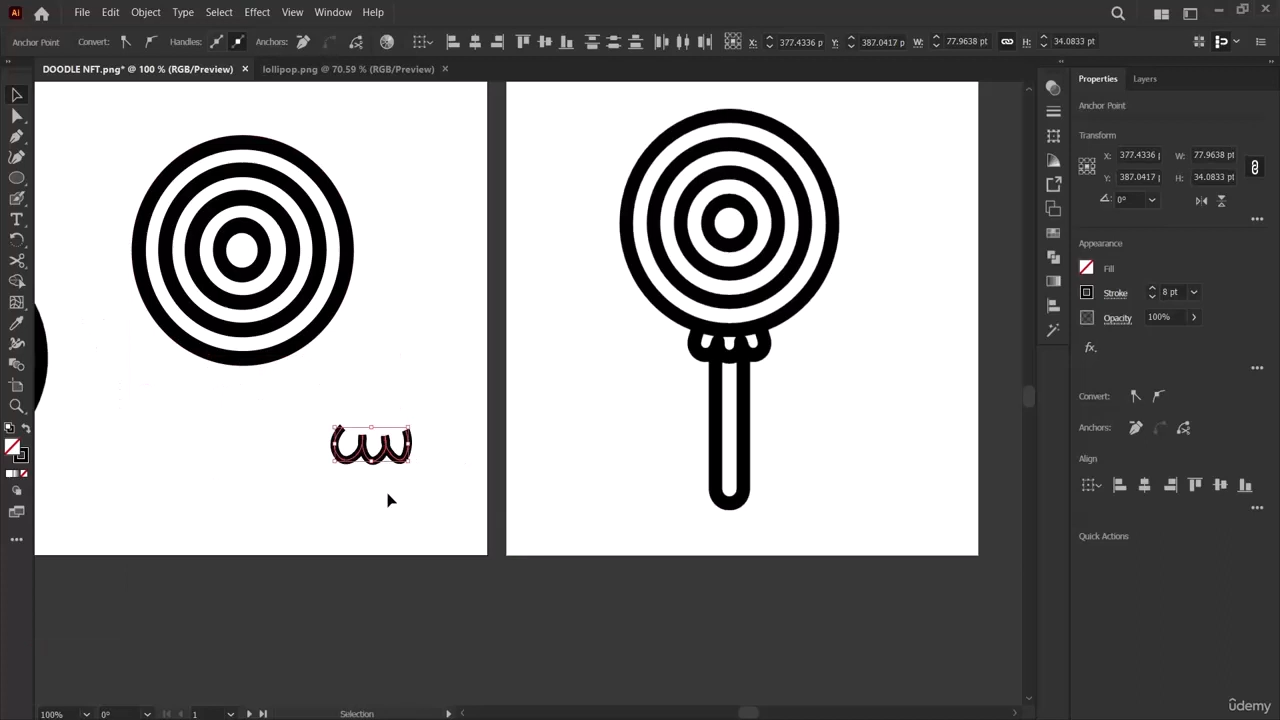 Ai File Edit Object Type Select Effect View Window Help
Anchor Point Convert: Handles: Anchors: X: 377.4336 p Y: 387.0417 p W: 77.9638 pt H: 34.0833 pt
DOODLE NFT.png* @ 100 % (RGB/Preview) × lollipop.png @ 70.59 % (RGB/Preview) ×
Properties Layers
Anchor Point
Transform
X: 377.4336 p W: 77.9638 pt
Y: 387.0417 p H: 34.0833 pt
0°
Appearance
Fill
Stroke 8 pt
Opacity 100%
fx.
Convert:
Anchors:
Align
Quick Actions
100% 0° 1 Selection
ûdemy